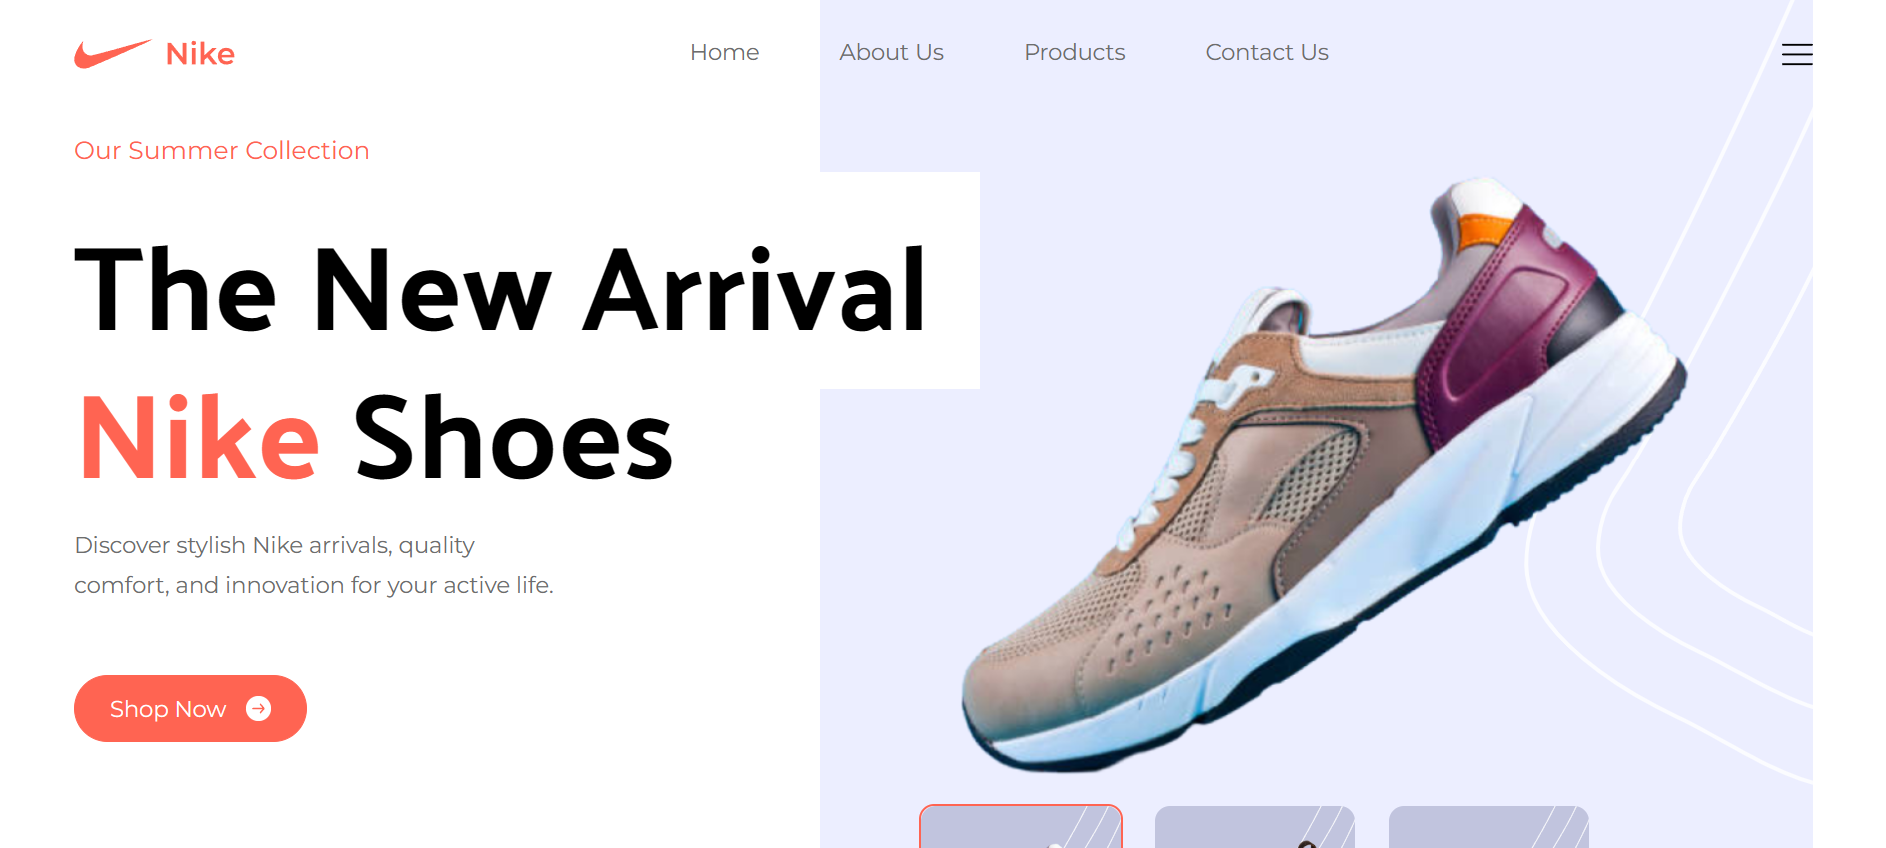 Nike
Home About Us Products Contact Us
Our Summer Collection
The New Arrival
Nike Shoes
Discover stylish Nike arrivals, quality
comfort, and innovation for your active life.
Shop Now